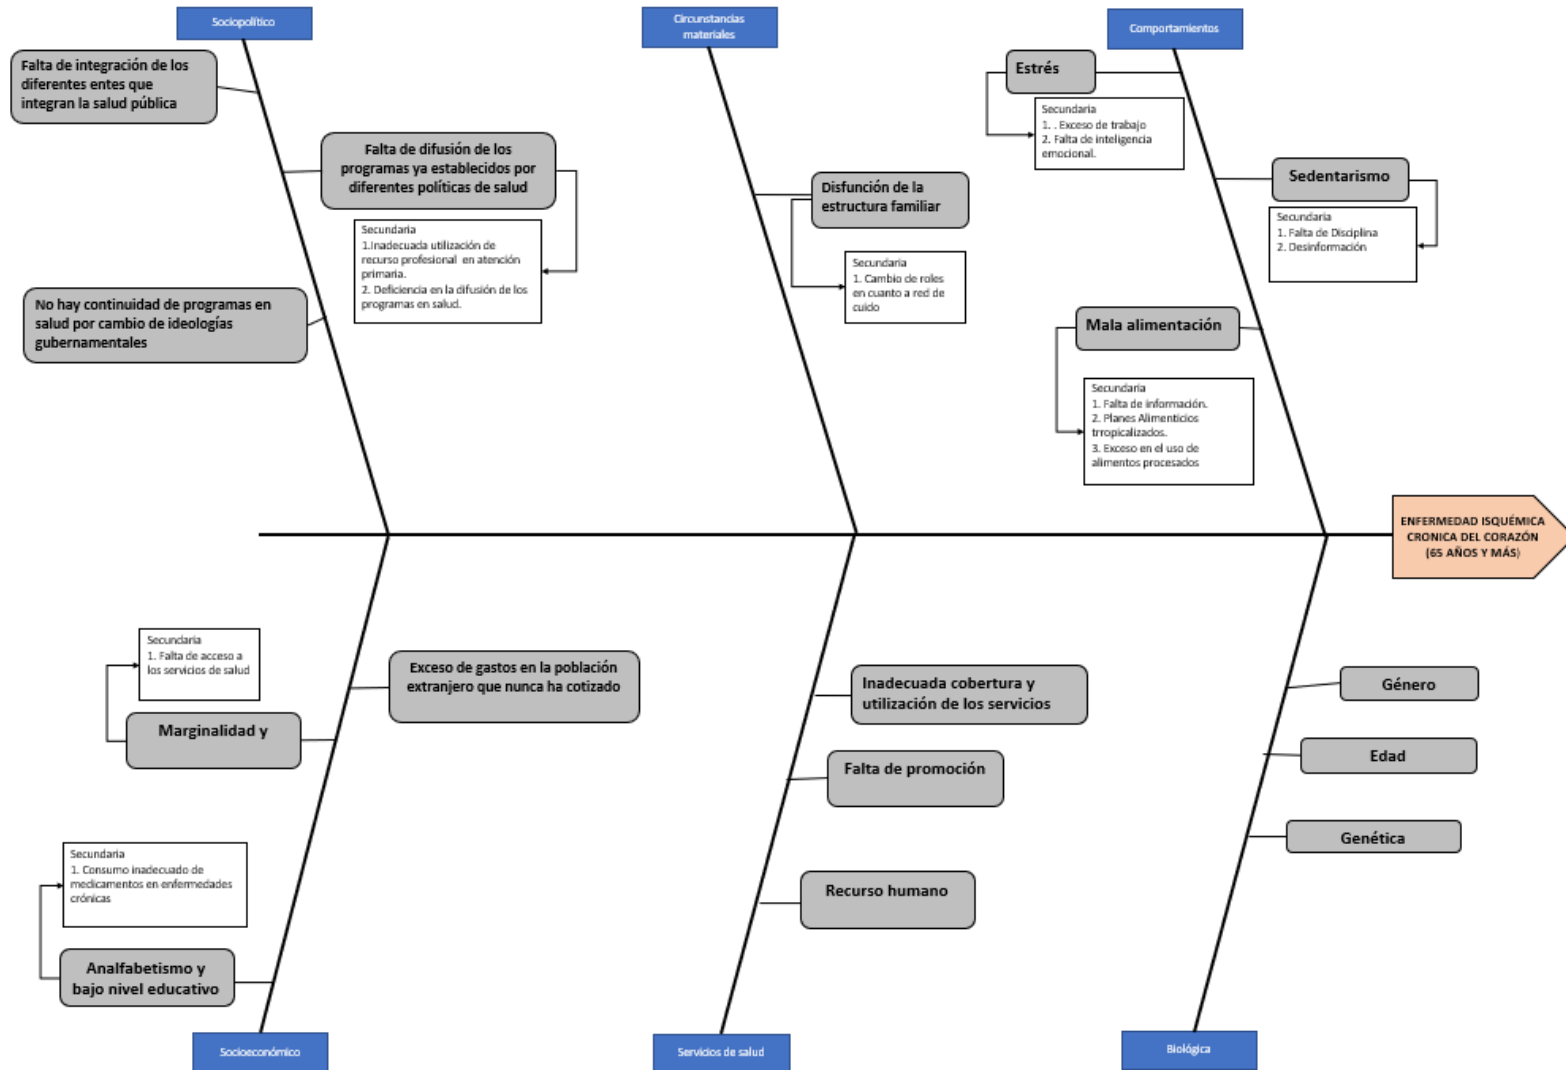 Sociopolítico
Circunstancias
materiales
Comportamientos
Falta de integración de los
diferentes entes que
integran la salud pública
Falta de difusión de los
programas ya establecidos por
diferentes políticas de salud
Secundaria
1.Inadecuada utilización de
recurso profesional en atención
primaria.
2. Deficiencia en la difusión de los
programas en salud.
No hay continuidad de programas en
salud por cambio de ideologías
gubernamentales
Disfunción de la
estructura familiar
Secundaria
1. Cambio de roles
en cuanto a red de
cuido
Estrés
Secundaria
1. . Exceso de trabajo
2. Falta de inteligencia
emocional.
Sedentarismo
Secundaria
1. Falta de Disciplina
2. Desinformación
Mala alimentación
Secundaria
1. Falta de información.
2. Planes Alimenticios
trropicalizados.
3. Exceso en el uso de
alimentos procesados
ENFERMEDAD ISQUÉMICA
CRONICA DEL CORAZÓN
(65 AÑOS Y MÁS)
Secundaria
1. Falta de acceso a
los servicios de salud
Marginalidad y
Exceso de gastos en la población
extranjero que nunca ha cotizado
Secundaria
1. Consumo inadecuado de
medicamentos en enfermedades
crónicas
Analfabetismo y
bajo nivel educativo
Inadecuada cobertura y
utilización de los servicios
Falta de promoción
Recurso humano
Género
Edad
Genética
Socioeconómico
Servicios de salud
Biológica